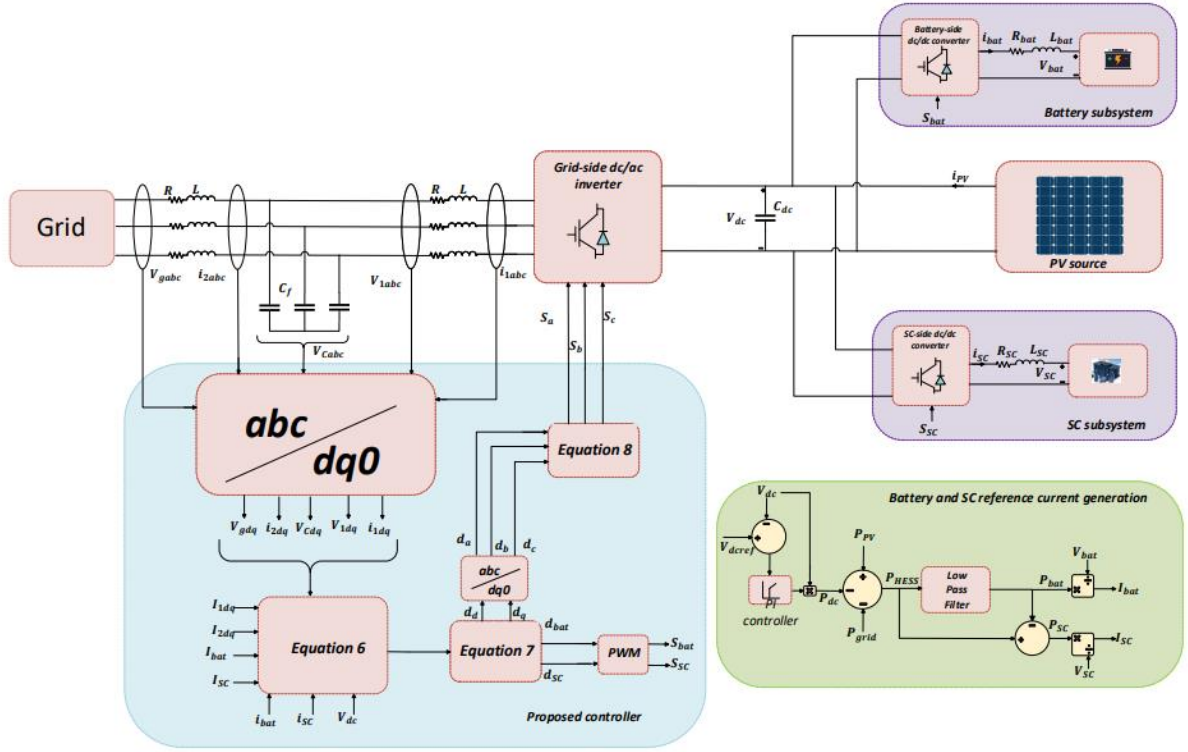 Battery-side
dc/dc converter
i_bat
R_bat
L_bat
V_bat
S_bat
Battery subsystem
Grid
R
L
R
L
V_gabc
i_2abc
C_f
V_Cabc
V_1abc
i_1abc
Grid-side dc/ac
inverter
S_a
S_b
S_c
V_dc
C_dc
i_PV
PV source
SC-side dc/dc
converter
i_SC
R_SC
L_SC
V_SC
S_SC
SC subsystem
abc
dq0
V_gdq
i_2dq
V_Cdq
V_1dq
i_1dq
Equation 8
d_a
d_b
d_c
abc
dq0
d_d
d_q
I_1dq
I_2dq
I_bat
I_SC
Equation 6
i_bat
i_SC
V_dc
Equation 7
d_bat
d_SC
PWM
S_bat
S_SC
Proposed controller
Battery and SC reference current generation
V_dc
V_dcref
PI
controller
P_dc
P_PV
P_grid
P_HESS
Low
Pass
Filter
P_bat
V_bat
I_bat
P_SC
I_SC
V_SC